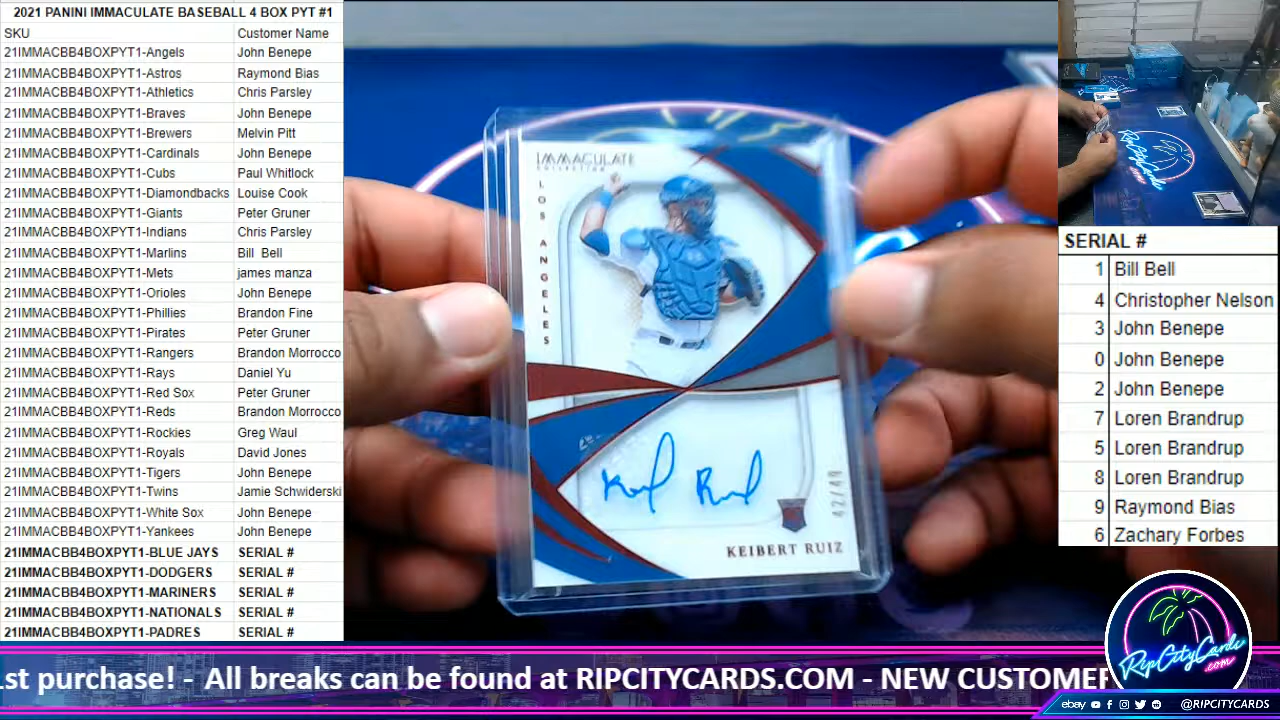 2021 PANINI IMMACULATE BASEBALL 4 BOX PYT #1
SKU Customer Name
21IMMACBB4BOXPYT1-Angels John Benepe
21IMMACBB4BOXPYT1-Astros Raymond Bias
21IMMACBB4BOXPYT1-Athletics Chris Parsley
21IMMACBB4BOXPYT1-Braves John Benepe
21IMMACBB4BOXPYT1-Brewers Melvin Pitt
21IMMACBB4BOXPYT1-Cardinals John Benepe
21IMMACBB4BOXPYT1-Cubs Paul Whitlock
21IMMACBB4BOXPYT1-Diamondbacks Louise Cook
21IMMACBB4BOXPYT1-Giants Peter Gruner
21IMMACBB4BOXPYT1-Indians Chris Parsley
21IMMACBB4BOXPYT1-Marlins Bill Bell
21IMMACBB4BOXPYT1-Mets james manza
21IMMACBB4BOXPYT1-Orioles John Benepe
21IMMACBB4BOXPYT1-Phillies Brandon Fine
21IMMACBB4BOXPYT1-Pirates Peter Gruner
21IMMACBB4BOXPYT1-Rangers Brandon Morrocco
21IMMACBB4BOXPYT1-Rays Daniel Yu
21IMMACBB4BOXPYT1-Red Sox Peter Gruner
21IMMACBB4BOXPYT1-Reds Brandon Morrocco
21IMMACBB4BOXPYT1-Rockies Greg Waul
21IMMACBB4BOXPYT1-Royals David Jones
21IMMACBB4BOXPYT1-Tigers John Benepe
21IMMACBB4BOXPYT1-Twins Jamie Schwiderski
21IMMACBB4BOXPYT1-White Sox John Benepe
21IMMACBB4BOXPYT1-Yankees John Benepe
21IMMACBB4BOXPYT1-BLUE JAYS SERIAL #
21IMMACBB4BOXPYT1-DODGERS SERIAL #
21IMMACBB4BOXPYT1-MARINERS SERIAL #
21IMMACBB4BOXPYT1-NATIONALS SERIAL #
21IMMACBB4BOXPYT1-PADRES SERIAL #
IMMACULATE
COLLECTION
LOS ANGELES
42/49
KEIBERT RUIZ
RipCityCards
SERIAL #
1 Bill Bell
4 Christopher Nelson
3 John Benepe
0 John Benepe
2 John Benepe
7 Loren Brandrup
5 Loren Brandrup
8 Loren Brandrup
9 Raymond Bias
6 Zachary Forbes
RipCityCards
.com
1st purchase! - All breaks can be found at RIPCITYCARDS.COM - NEW CUSTOMER
ebay @RIPCITYCARDS